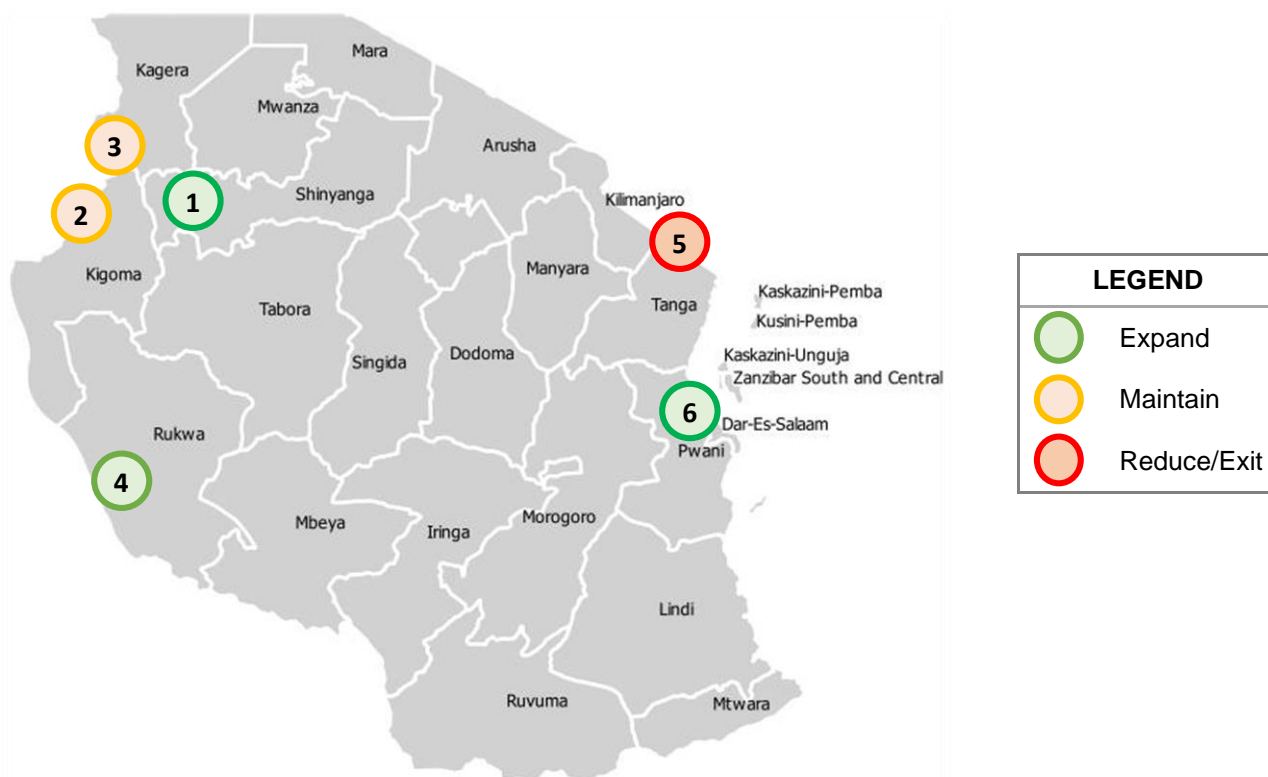 Mara
Kagera
Mwanza
3
Arusha
1
Shinyanga
Kilimanjaro
2
5
Kigoma
Manyara
Tabora
Tanga
Kaskazini-Pemba
Kusini-Pemba
Singida
Dodoma
Kaskazini-Unguja
Zanzibar South and Central
6
Dar-Es-Salaam
Rukwa
Pwani
4
Mbeya
Iringa
Morogoro
Lindi
Ruvuma
Mtwara
LEGEND
Expand
Maintain
Reduce/Exit